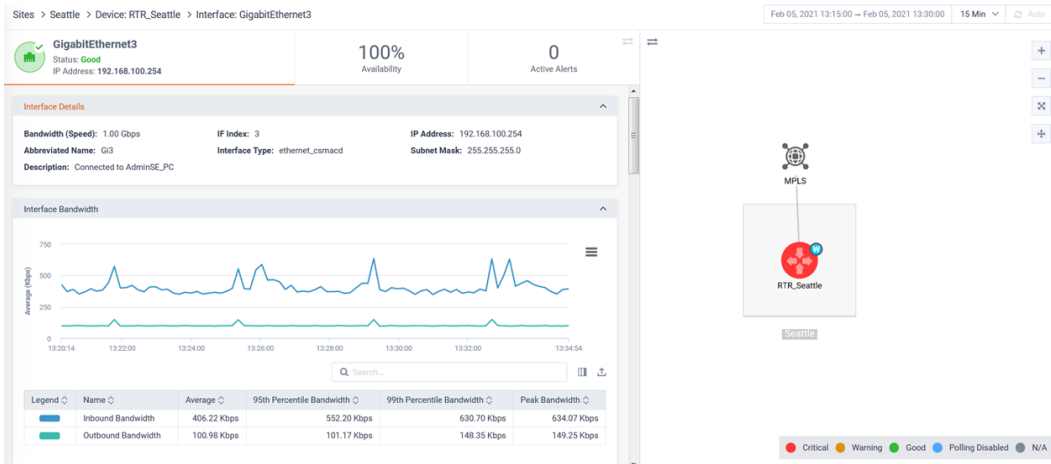 Sites > Seattle > Device: RTR_Seattle > Interface: GigabitEthernet3
Feb 05, 2021 13:15:00 → Feb 05, 2021 13:30:00
15 Min
Auto
GigabitEthernet3
Status: Good
IP Address: 192.168.100.254
100%
Availability
0
Active Alerts
Interface Details
Bandwidth (Speed): 1.00 Gbps IF Index: 3 IP Address: 192.168.100.254
Abbreviated Name: Gi3 Interface Type: ethernet_csmacd Subnet Mask: 255.255.255.0
Description: Connected to AdminSE_PC
Interface Bandwidth
Average (Kbps)
750
500
250
0
13:20:14 13:22:00 13:24:00 13:26:00 13:28:00 13:30:00 13:32:00 13:34:54
Search...
Legend Name Average 95th Percentile Bandwidth 99th Percentile Bandwidth Peak Bandwidth
Inbound Bandwidth 406.22 Kbps 552.20 Kbps 630.70 Kbps 634.07 Kbps
Outbound Bandwidth 100.98 Kbps 101.17 Kbps 148.35 Kbps 149.25 Kbps
MPLS
W
RTR_Seattle
Seattle
Critical Warning Good Polling Disabled N/A